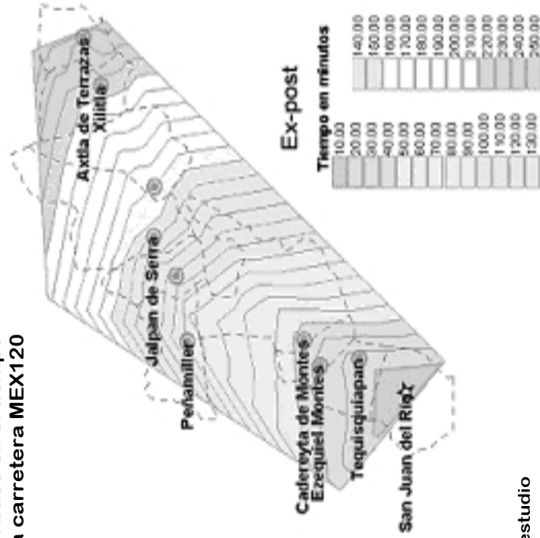 a carretera MEX120
Axtla de Terrazas
Xilitla
Jalpan de Serra
Peñamiller
Cadereyta de Montes
Ezequiel Montes
Tequisquiapan
San Juan del Río
Ex-post
Tiempo en minutos
10.00
20.00
30.00
40.00
50.00
60.00
70.00
80.00
90.00
100.00
110.00
120.00
130.00
140.00
150.00
160.00
170.00
180.00
190.00
200.00
210.00
220.00
230.00
240.00
250.00
estudio